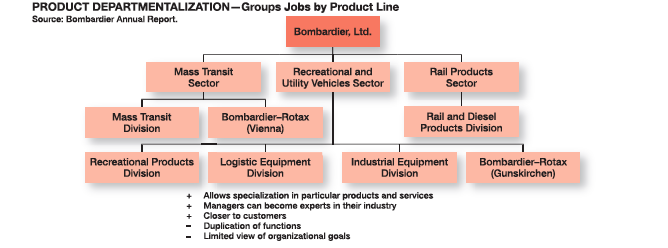 PRODUCT DEPARTMENTALIZATION—Groups Jobs by Product Line
Source: Bombardier Annual Report.
Bombardier, Ltd.
Mass Transit
Sector
Recreational and
Utility Vehicles Sector
Rail Products
Sector
Mass Transit
Division
Bombardier–Rotax
(Vienna)
Rail and Diesel
Products Division
Recreational Products
Division
Logistic Equipment
Division
Industrial Equipment
Division
Bombardier–Rotax
(Gunskirchen)
+ Allows specialization in particular products and services
+ Managers can become experts in their industry
+ Closer to customers
– Duplication of functions
– Limited view of organizational goals